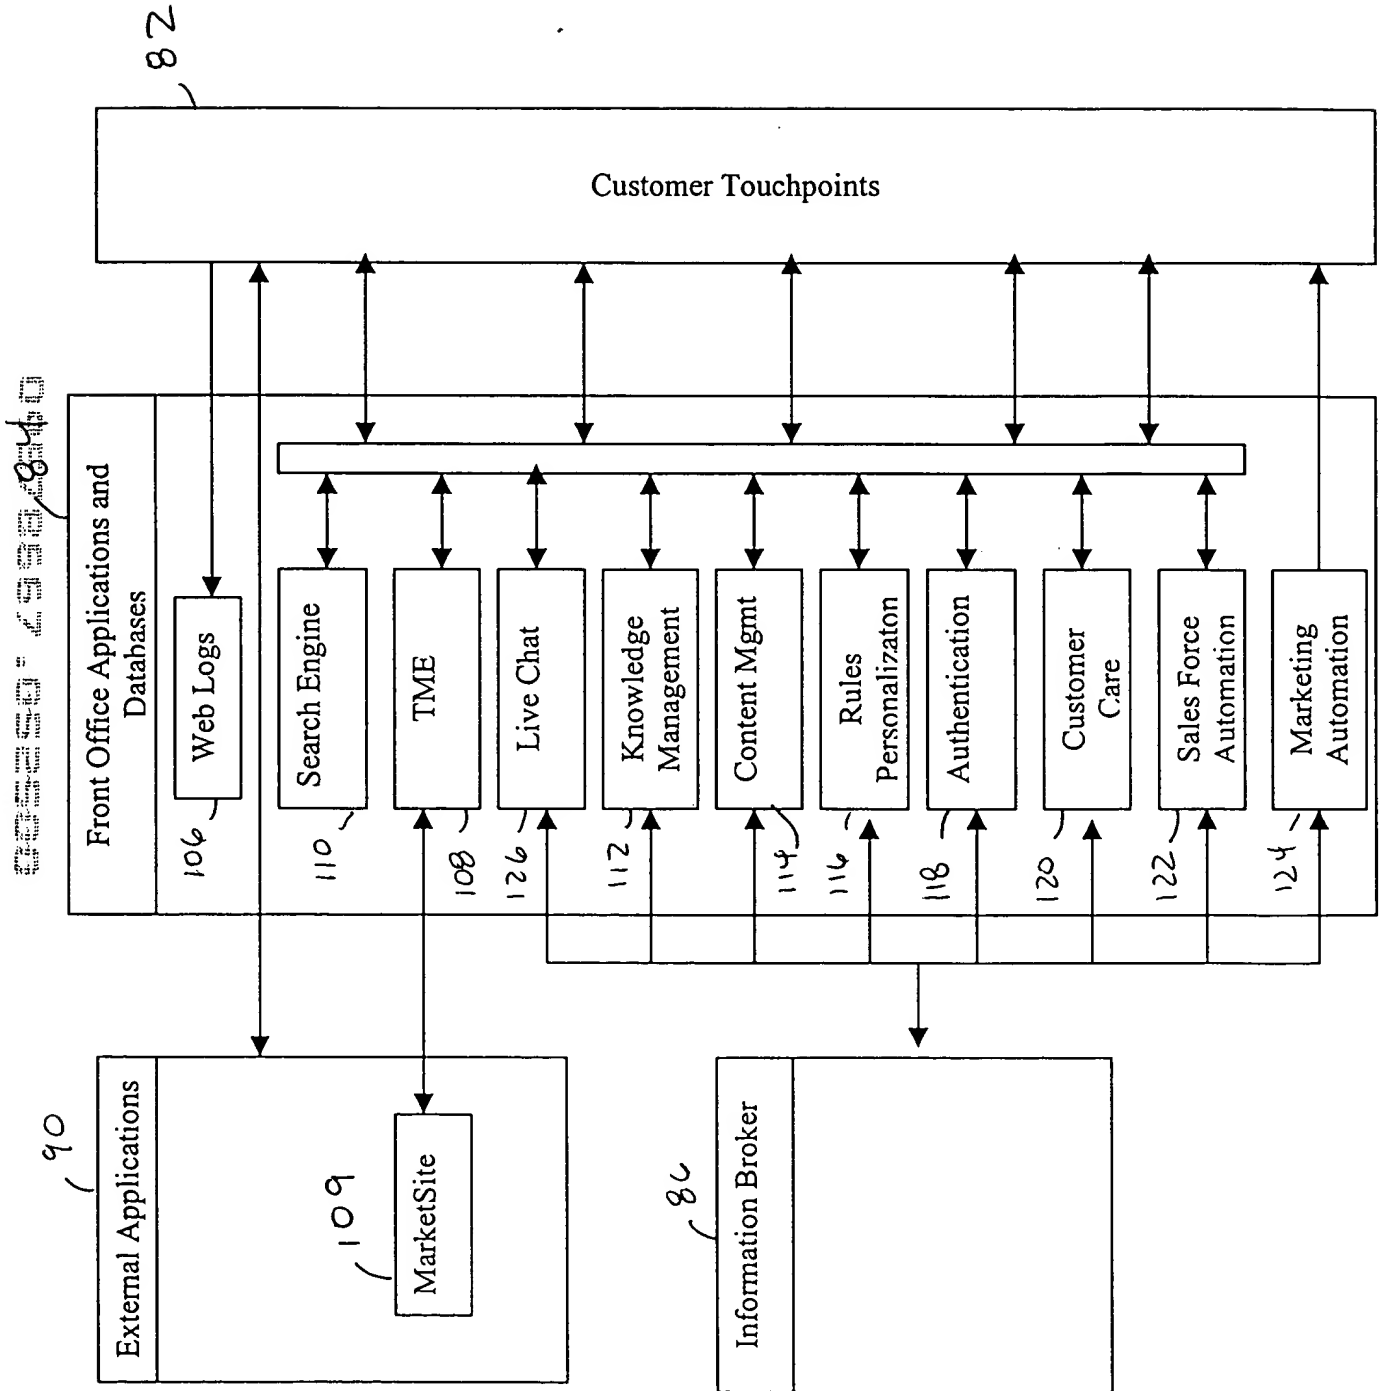 82
Customer Touchpoints
84
Front Office Applications and
Databases
Web Logs
106
Search Engine
110
TME
108
Live Chat
126
Knowledge
Management
112
Content Mgmt
114
Rules
Personalizaton
116
Authentication
118
Customer
Care
120
Sales Force
Automation
122
Marketing
Automation
124
90
External Applications
109
MarketSite
86
Information Broker